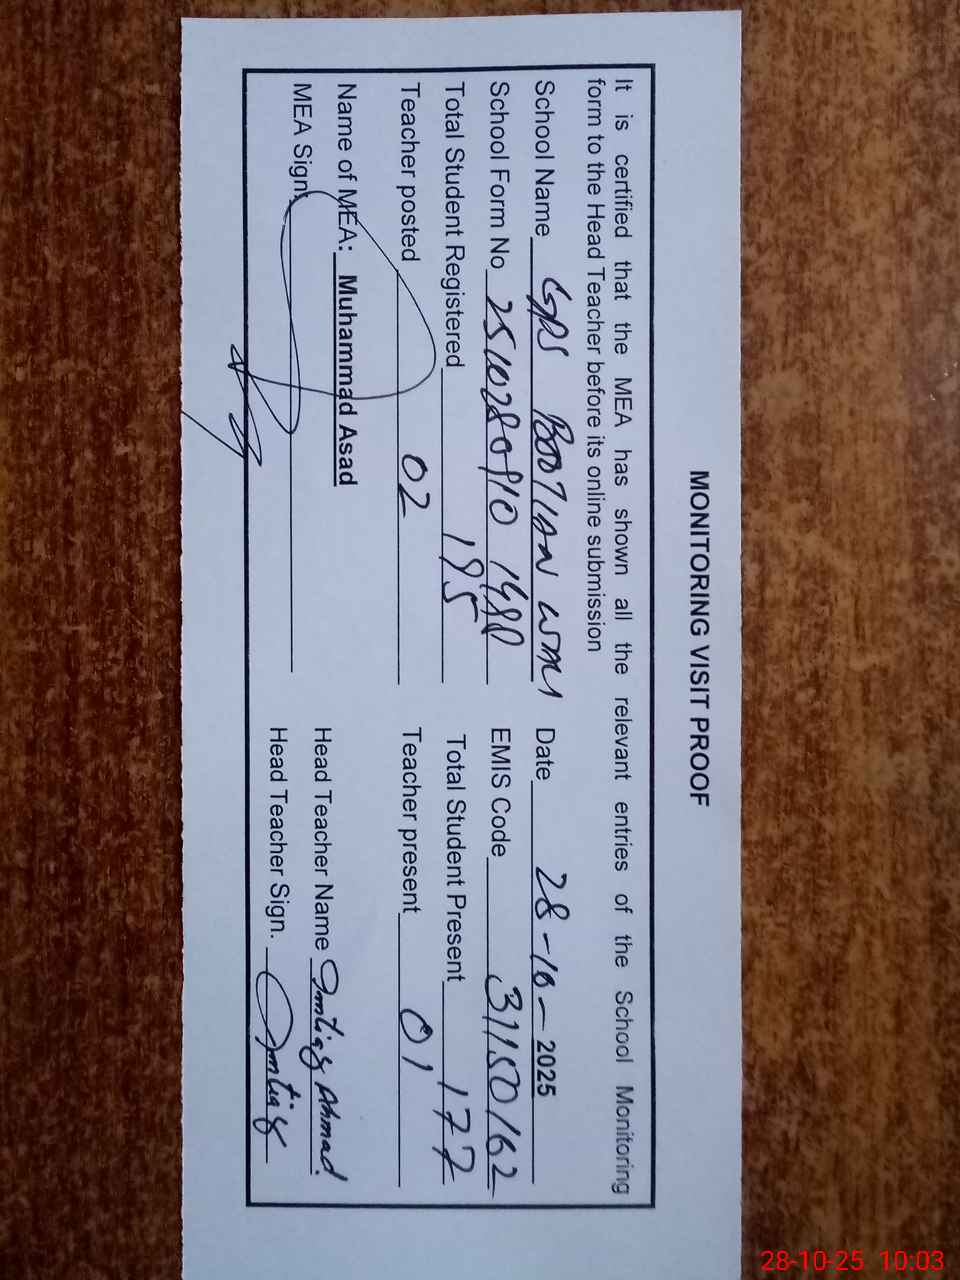 MONITORING VISIT PROOF
It is certified that the MEA has shown all the relevant entries of the School Monitoring
form to the Head Teacher before its online submission
School Name GPS BOOTIAN Date 28-10-2025
School Form No EMIS Code 31150162
Total Student Registered 195 Total Student Present 177
Teacher posted 02 Teacher present 01
Name of MEA: Muhammad Asad Head Teacher Name Imtiaz Ahmad
MEA Sign. Head Teacher Sign. Imtiaz
28-10-25 10:03